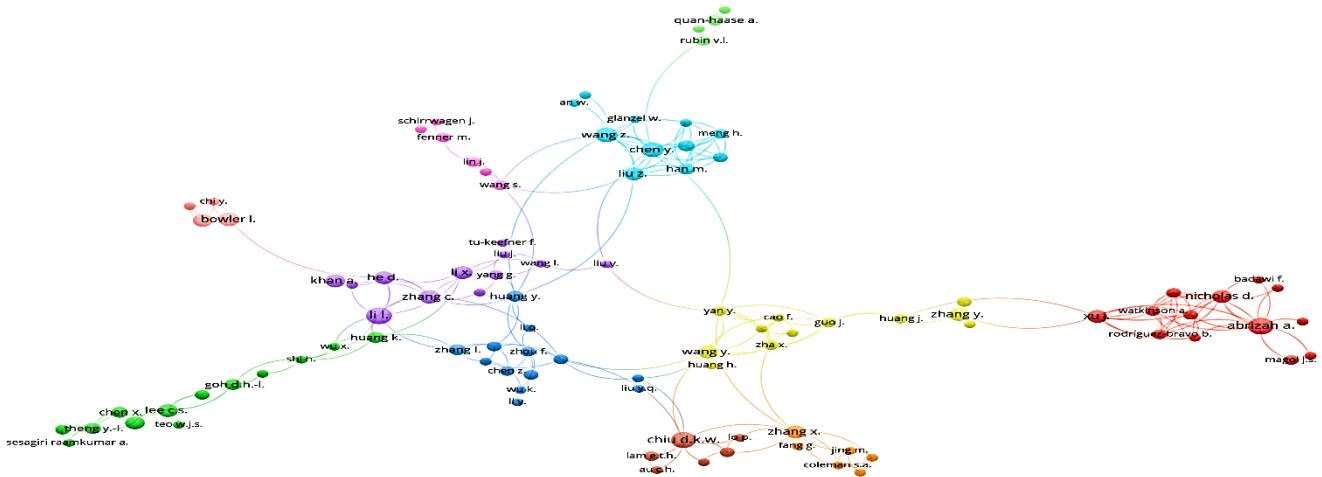 quan-haase a.
rubin v.l.
an w.
glänzel w.
schirrwagen j.
fenner m.
wang z.
meng h.
chen y.
lin j.
liu z.
han m.
wang s.
chi y.
bowler l.
tu-keefner f.
liu j.
wang l.
liu y.
khan a.
he d.
li x.
yang g.
badawi f.
zhang c.
huang y.
nicholas d.
li l.
yan y.
cao f.
guo j.
huang j.
zhang y.
xu j.
watkinson a.
abrizah a.
li q.
rodríguez-bravo b.
huang k.
wu x.
zhang l.
zhou f.
wang y.
zha x.
shi h.
huang h.
magoi j.s.
chen z.
goh d.h.-l.
wu k.
liu y.q.
li y.
chen x.
lee c.s.
theng y.-l.
teo w.j.s.
sesagiri raamkumar a.
chiu d.k.w.
lo p.
zhang x.
fang g.
jing m.
lam e.t.h.
au c.h.
coleman s.a.